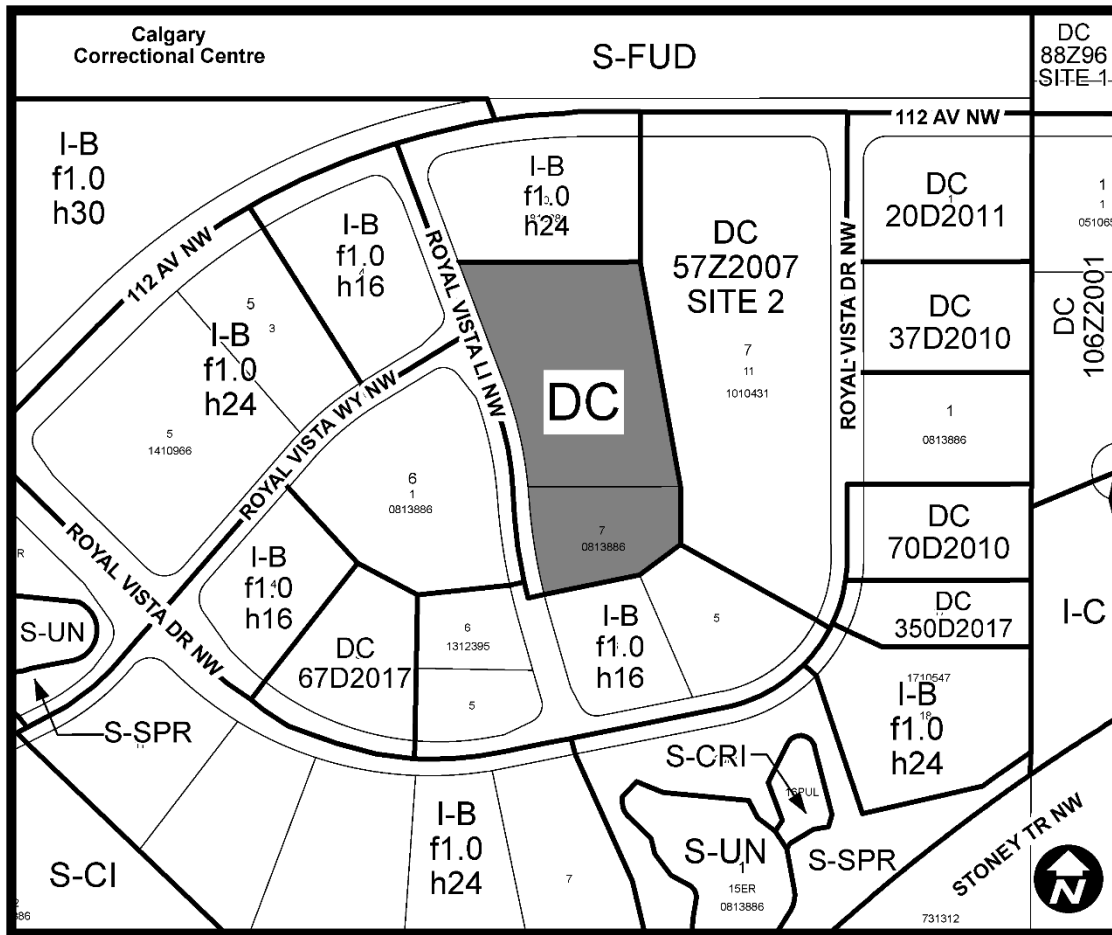 Calgary
Correctional Centre
S-FUD
DC
88Z96
SITE 1
112 AV NW
I-B
f1.0
h30
I-B
f1.0
h24
I-B
f1.0
h16
DC
57Z2007
SITE 2
7
11
1010431
DC
20D2011
1
1
DC
106Z2001
112 AV NW
ROYAL VISTA LI NW
ROYAL VISTA DR NW
DC
37D2010
5
3
I-B
f1.0
h24
5
1410966
ROYAL VISTA WY NW
DC
1
0813886
6
1
0813886
7
0813886
DC
70D2010
ROYAL VISTA DR NW
I-B
f1.0
h16
4
DC
67D2017
6
1312395
5
I-B
f1.0
h16
5
DC
350D2017
I-C
S-UN
S-SPR
1710547
I-B
f1.0
h24
18
S-CRI
16PUL
S-UN
1
15ER
0813886
S-SPR
STONEY TR NW
S-CI
I-B
f1.0
h24
7
731312
N